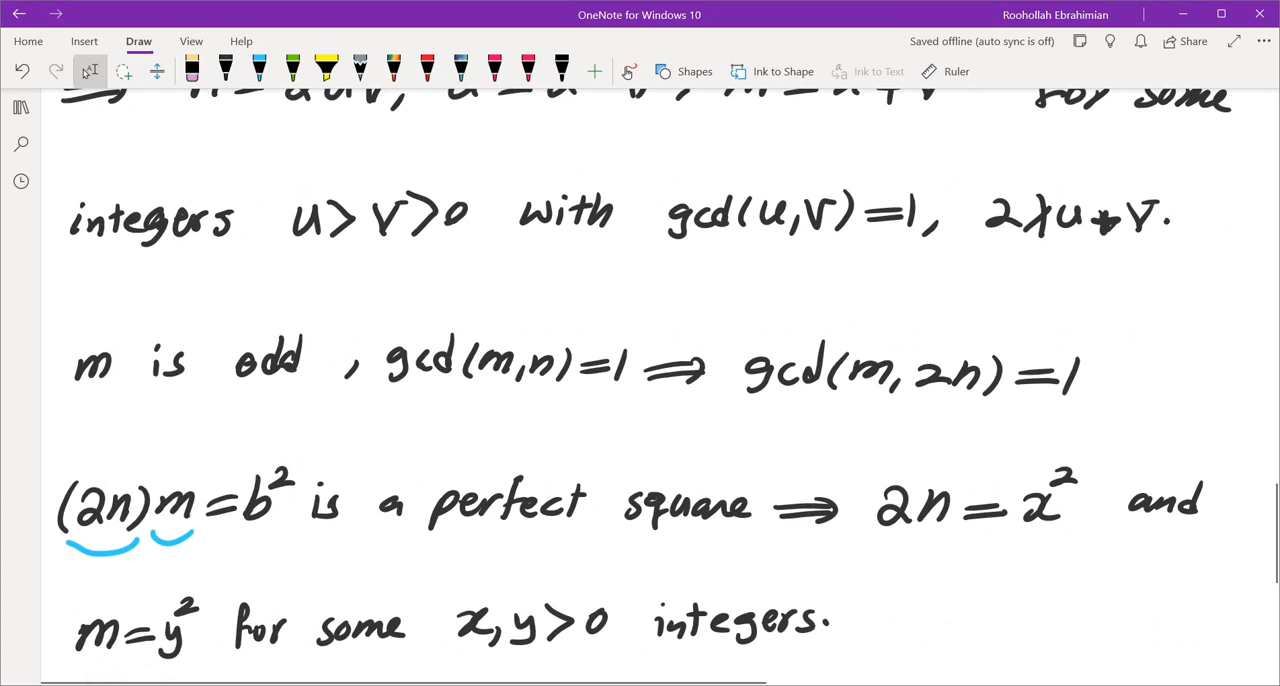 OneNote for Windows 10
Roohollah Ebrahimian
Home Insert Draw View Help
Saved offline (auto sync is off) Share
Shapes Ink to Shape Ink to Text Ruler
for some
integers u > v > 0 with gcd(u,v)=1, 2∤u+v.
m is odd, gcd(m,n)=1 ⟹ gcd(m,2n)=1
(2n)m=b² is a perfect square ⟹ 2n=x² and
m=y² for some x,y>0 integers.